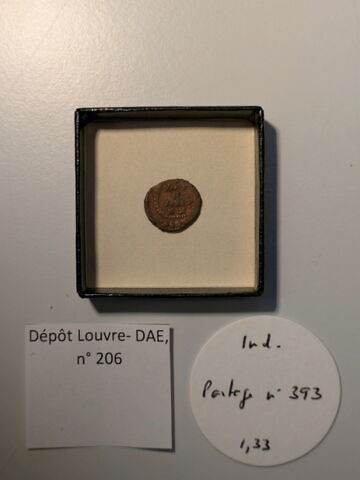 Dépôt Louvre- DAE,
n° 206
Ind.
Partage n° 393
1,33